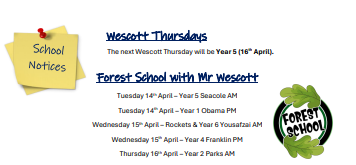 School
Notices
Wescott Thursdays
The next Wescott Thursday will be Year 5 (16th April).
Forest School with Mr Wescott
Tuesday 14th April – Year 5 Seacole AM
Tuesday 14th April – Year 1 Obama PM
Wednesday 15th April – Rockets & Year 6 Yousafzai AM
Wednesday 15th April – Year 4 Franklin PM
Thursday 16th April – Year 2 Parks AM
FOREST
SCHOOL